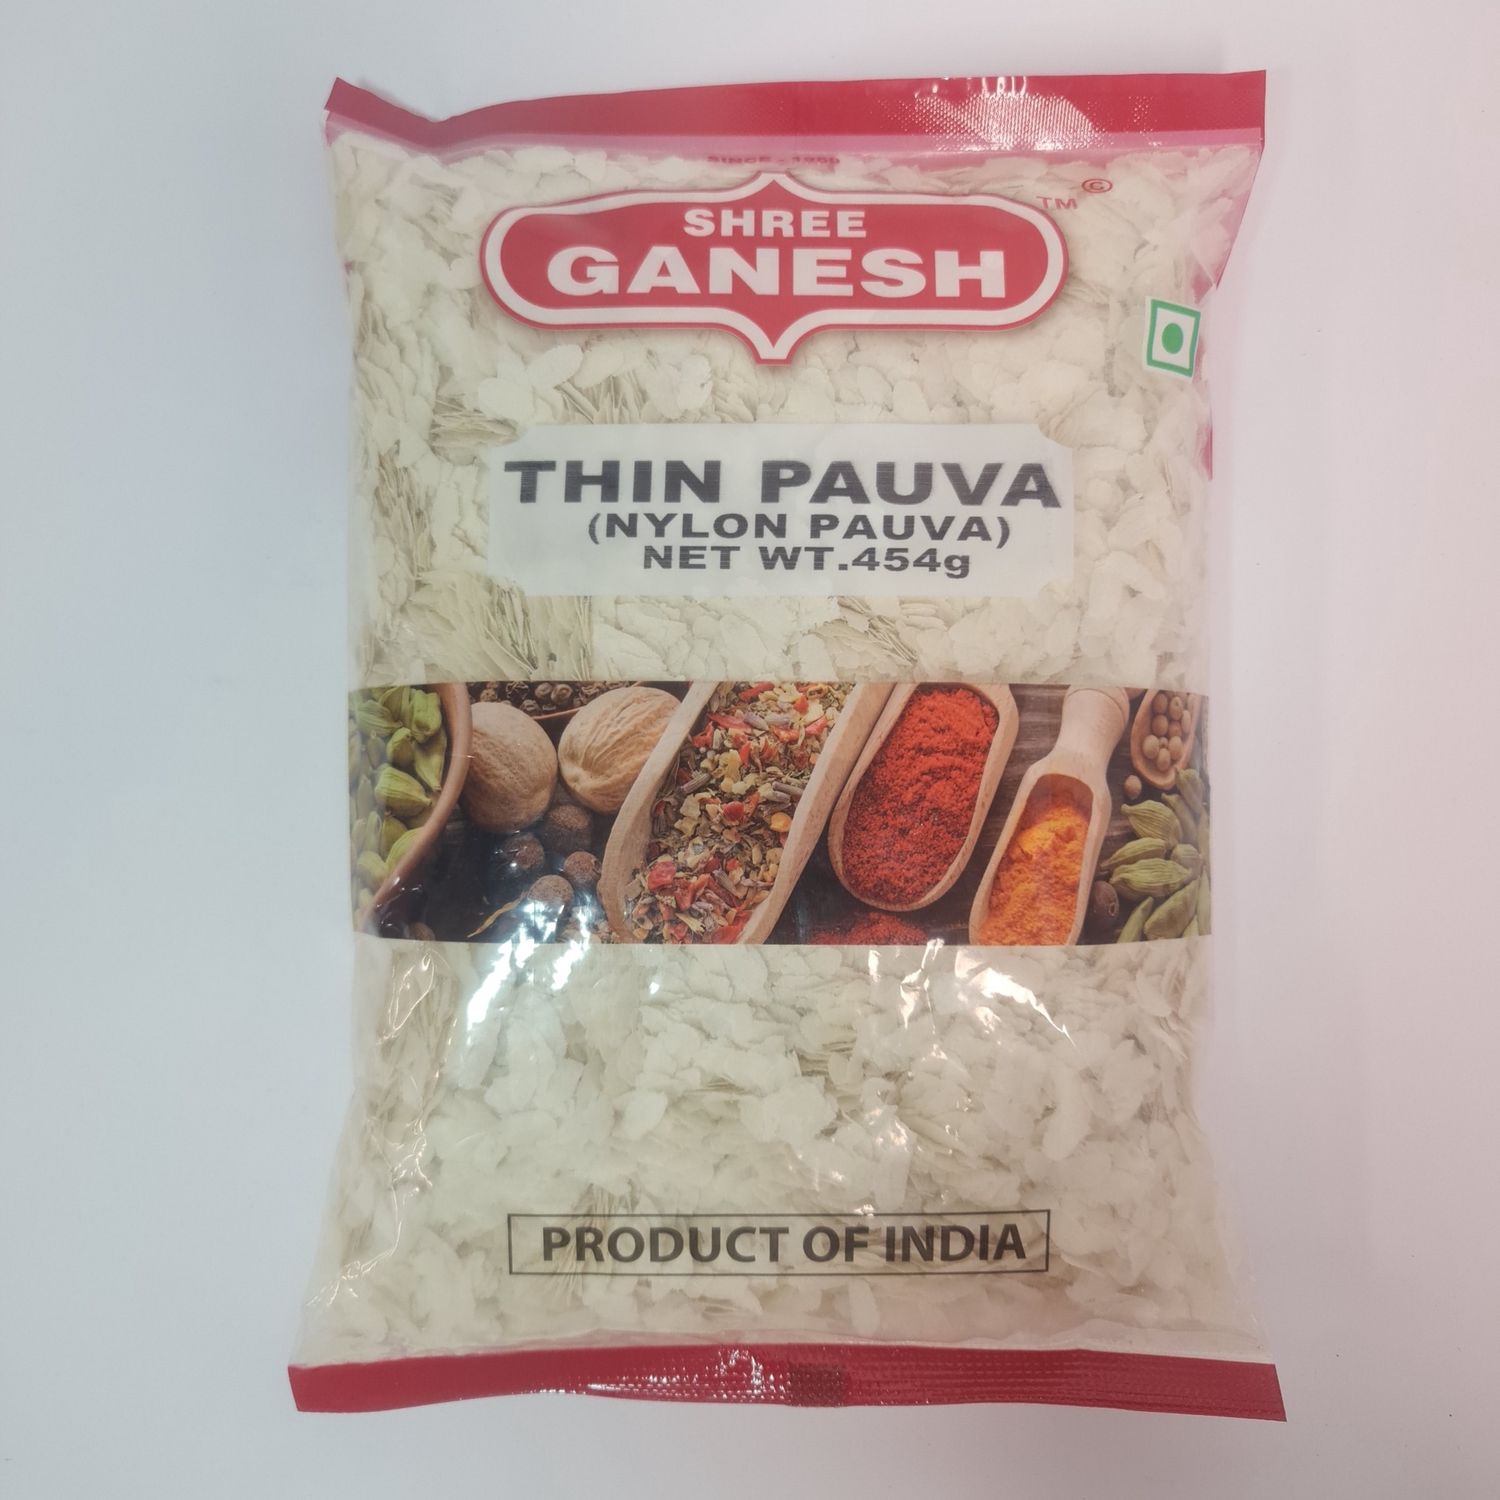 SHREE
GANESH
TM
©
THIN PAUVA
(NYLON PAUVA)
NET WT.454g
PRODUCT OF INDIA